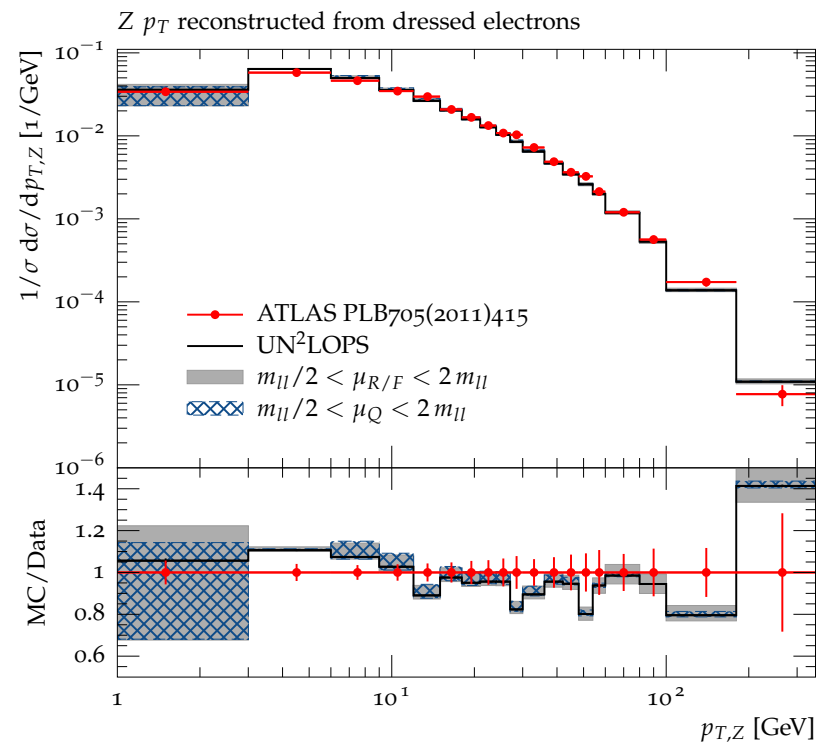 Z p_T reconstructed from dressed electrons
1/σ dσ/dp_{T,Z} [1/GeV]
10^{−1}
10^{−2}
10^{−3}
10^{−4}
10^{−5}
10^{−6}
ATLAS PLB705(2011)415
UN²LOPS
m_{ll}/2 < μ_{R/F} < 2 m_{ll}
m_{ll}/2 < μ_Q < 2 m_{ll}
MC/Data
1.4
1.2
1
0.8
0.6
1 10^1 10^2
p_{T,Z} [GeV]